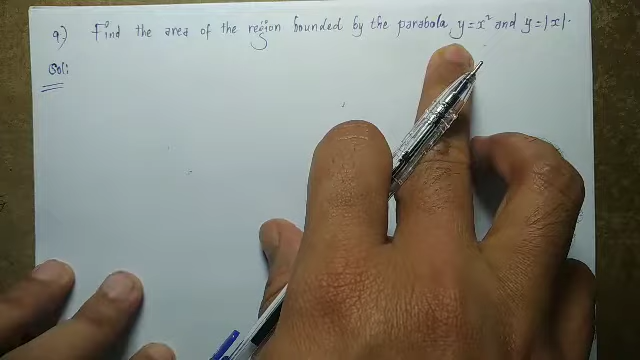 9) Find the area of the region bounded by the parabola y = x² and y = |x|.
Sol: